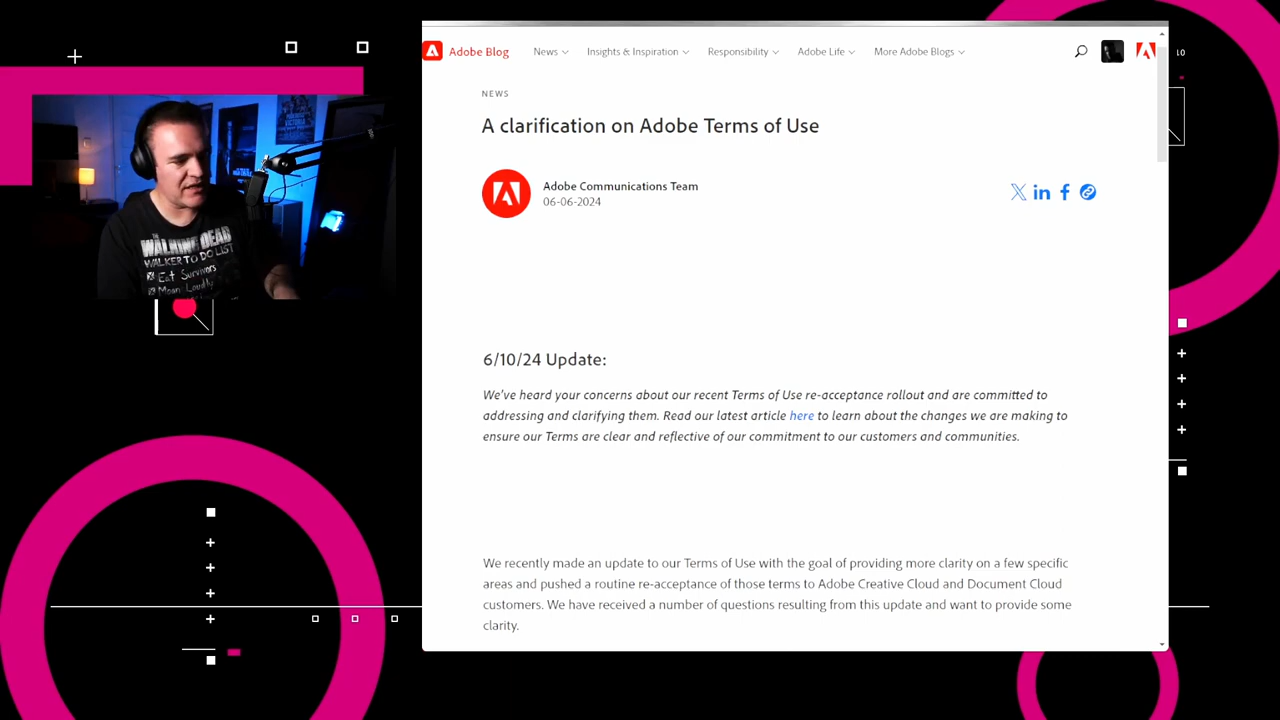 Adobe Blog
News
Insights & Inspiration
Responsibility
Adobe Life
More Adobe Blogs
10
NEWS
A clarification on Adobe Terms of Use
Adobe Communications Team
06-06-2024
6/10/24 Update:
We've heard your concerns about our recent Terms of Use re-acceptance rollout and are committed to
addressing and clarifying them. Read our latest article here to learn about the changes we are making to
ensure our Terms are clear and reflective of our commitment to our customers and communities.
We recently made an update to our Terms of Use with the goal of providing more clarity on a few specific
areas and pushed a routine re-acceptance of those terms to Adobe Creative Cloud and Document Cloud
customers. We have received a number of questions resulting from this update and want to provide some
clarity.
THE
WALKING DEAD
WALKER TO DO LIST
Eat Survivors
Moan Loudly